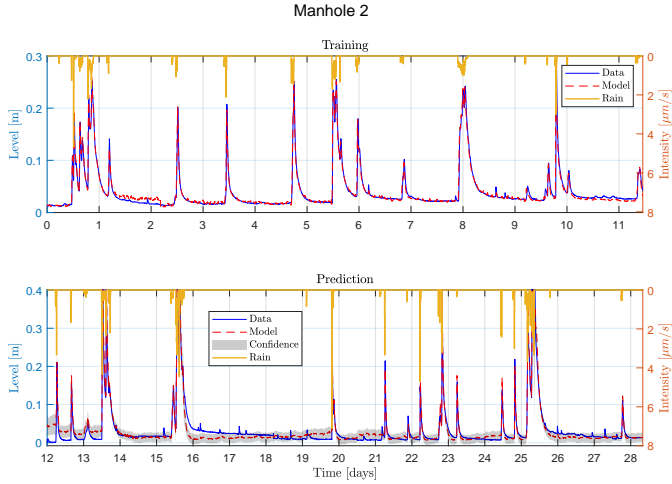 Manhole 2
Training
0.3
0.2
0.1
0
Level [m]
0
2
4
6
8
Intensity [μm/s]
Data
Model
Rain
0 1 2 3 4 5 6 7 8 9 10 11
Prediction
0.4
0.3
0.2
0.1
0
Level [m]
0
2
4
6
8
Intensity [μm/s]
Data
Model
Confidence
Rain
12 13 14 15 16 17 18 19 20 21 22 23 24 25 26 27 28
Time [days]